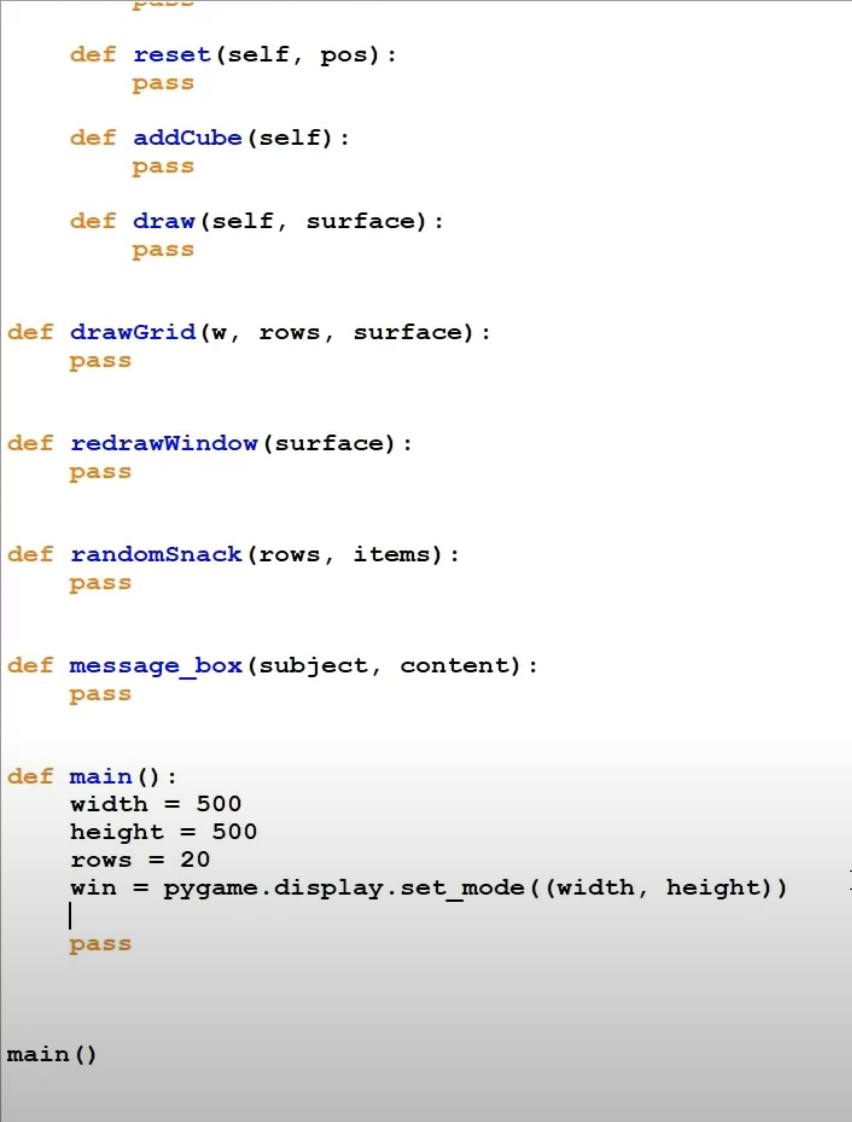 pass
def reset(self, pos):
pass
def addCube(self):
pass
def draw(self, surface):
pass
def drawGrid(w, rows, surface):
pass
def redrawWindow(surface):
pass
def randomSnack(rows, items):
pass
def message_box(subject, content):
pass
def main():
width = 500
height = 500
rows = 20
win = pygame.display.set_mode((width, height))
pass
main()